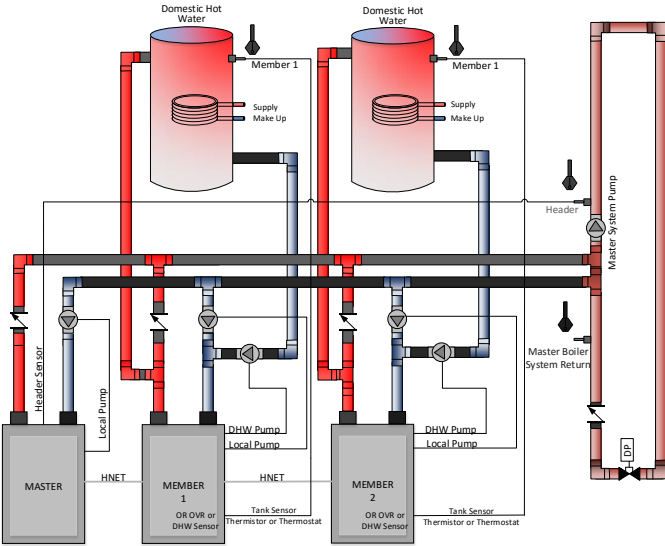 Domestic Hot
Water
Domestic Hot
Water
Member 1
Member 1
Supply
Make Up
Supply
Make Up
Header
Master System Pump
Master Boiler
System Return
Header Sensor
Local Pump
DHW Pump
Local Pump
DHW Pump
Local Pump
DP
MASTER
HNET
MEMBER
1
OR OVR or
DHW Sensor
HNET
MEMBER
2
OR OVR or
DHW Sensor
Tank Sensor
Thermistor or Thermostat
Tank Sensor
Thermistor or Thermostat